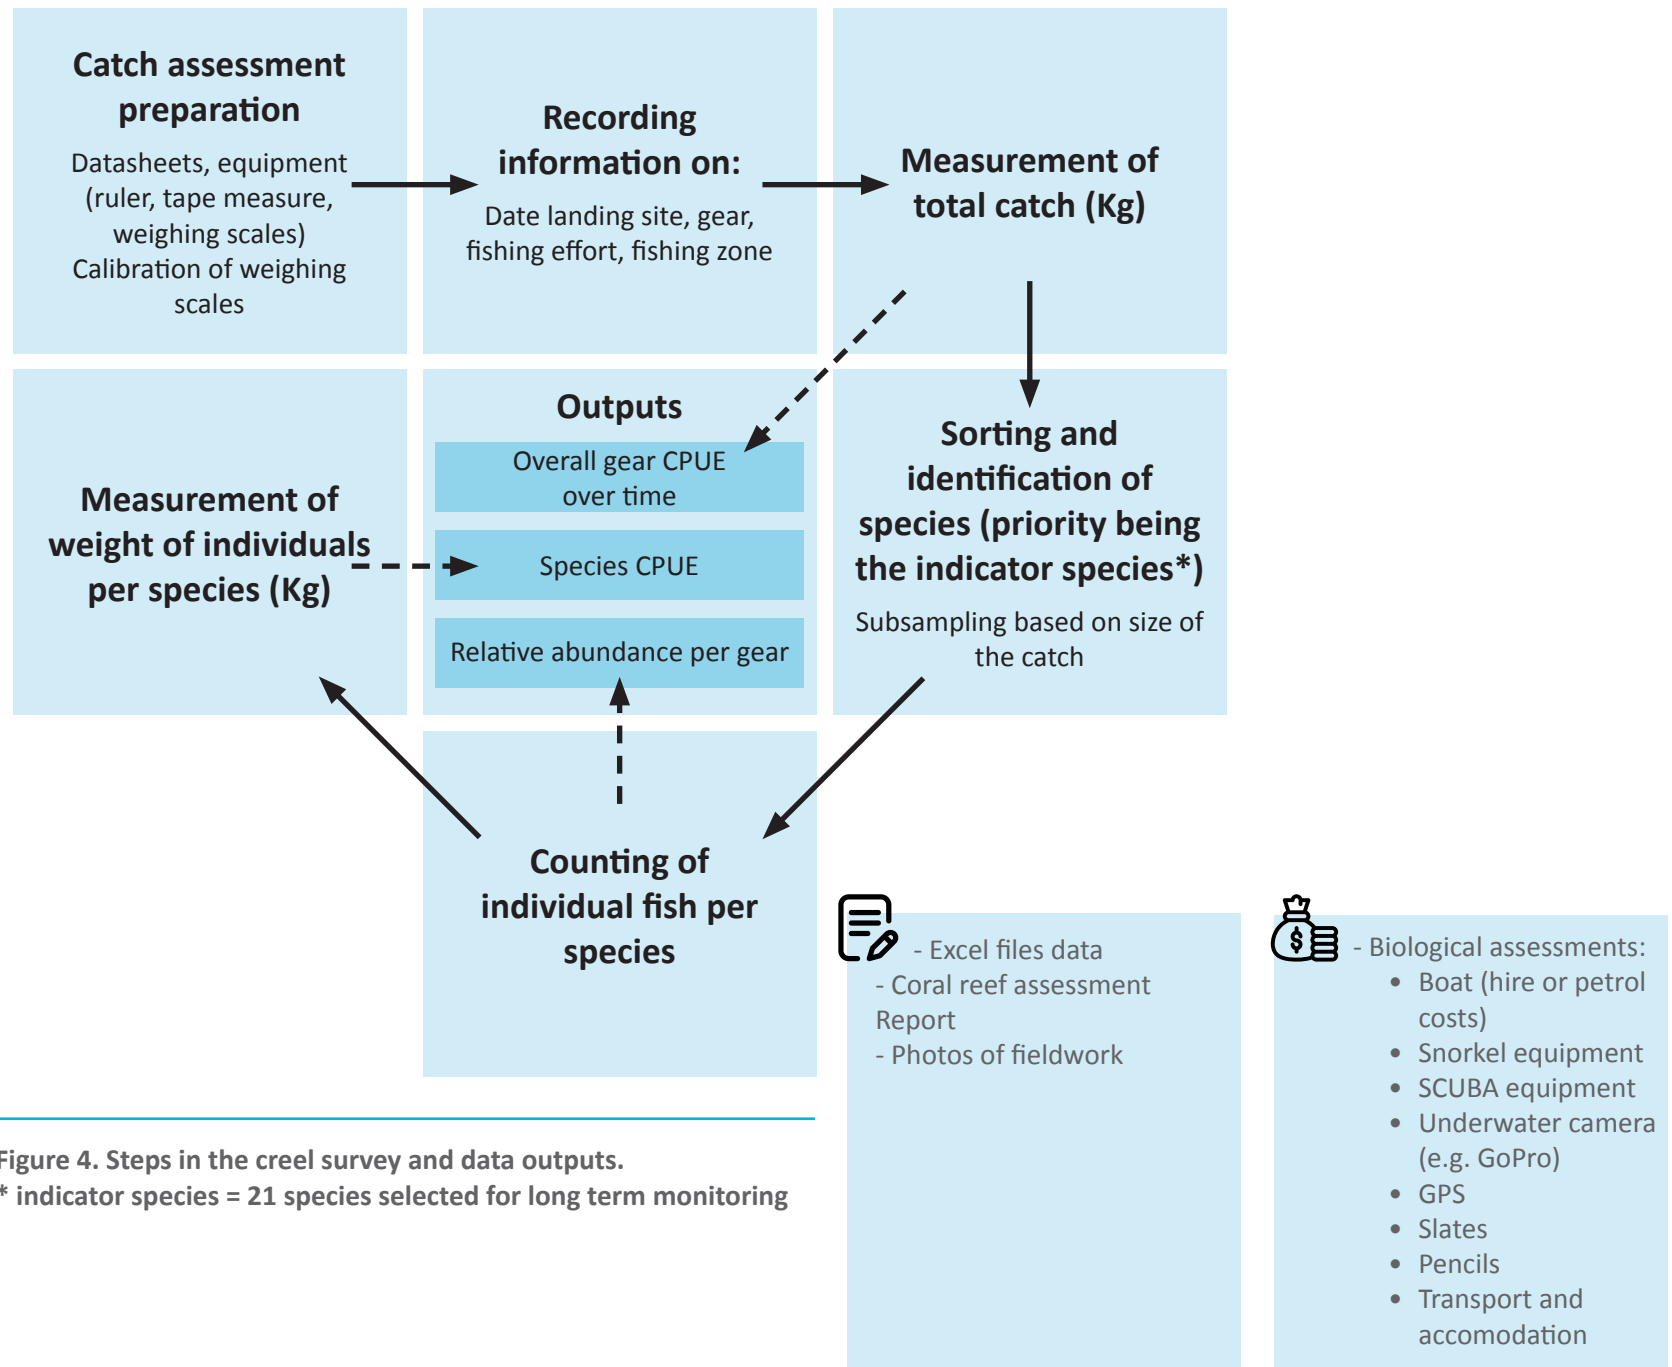 Catch assessment
preparation
Datasheets, equipment
(ruler, tape measure,
weighing scales)
Calibration of weighing
scales
Recording
information on:
Date landing site, gear,
fishing effort, fishing zone
Measurement of
total catch (Kg)
Measurement of
weight of individuals
per species (Kg)
Outputs
Overall gear CPUE
over time
Species CPUE
Relative abundance per gear
Sorting and
identification of
species (priority being
the indicator species*)
Subsampling based on size of
the catch
Counting of
individual fish per
species
- Excel files data
- Coral reef assessment
Report
- Photos of fieldwork
$
- Biological assessments:
• Boat (hire or petrol
costs)
• Snorkel equipment
• SCUBA equipment
• Underwater camera
(e.g. GoPro)
• GPS
• Slates
• Pencils
• Transport and
accomodation
Figure 4. Steps in the creel survey and data outputs.
* indicator species = 21 species selected for long term monitoring